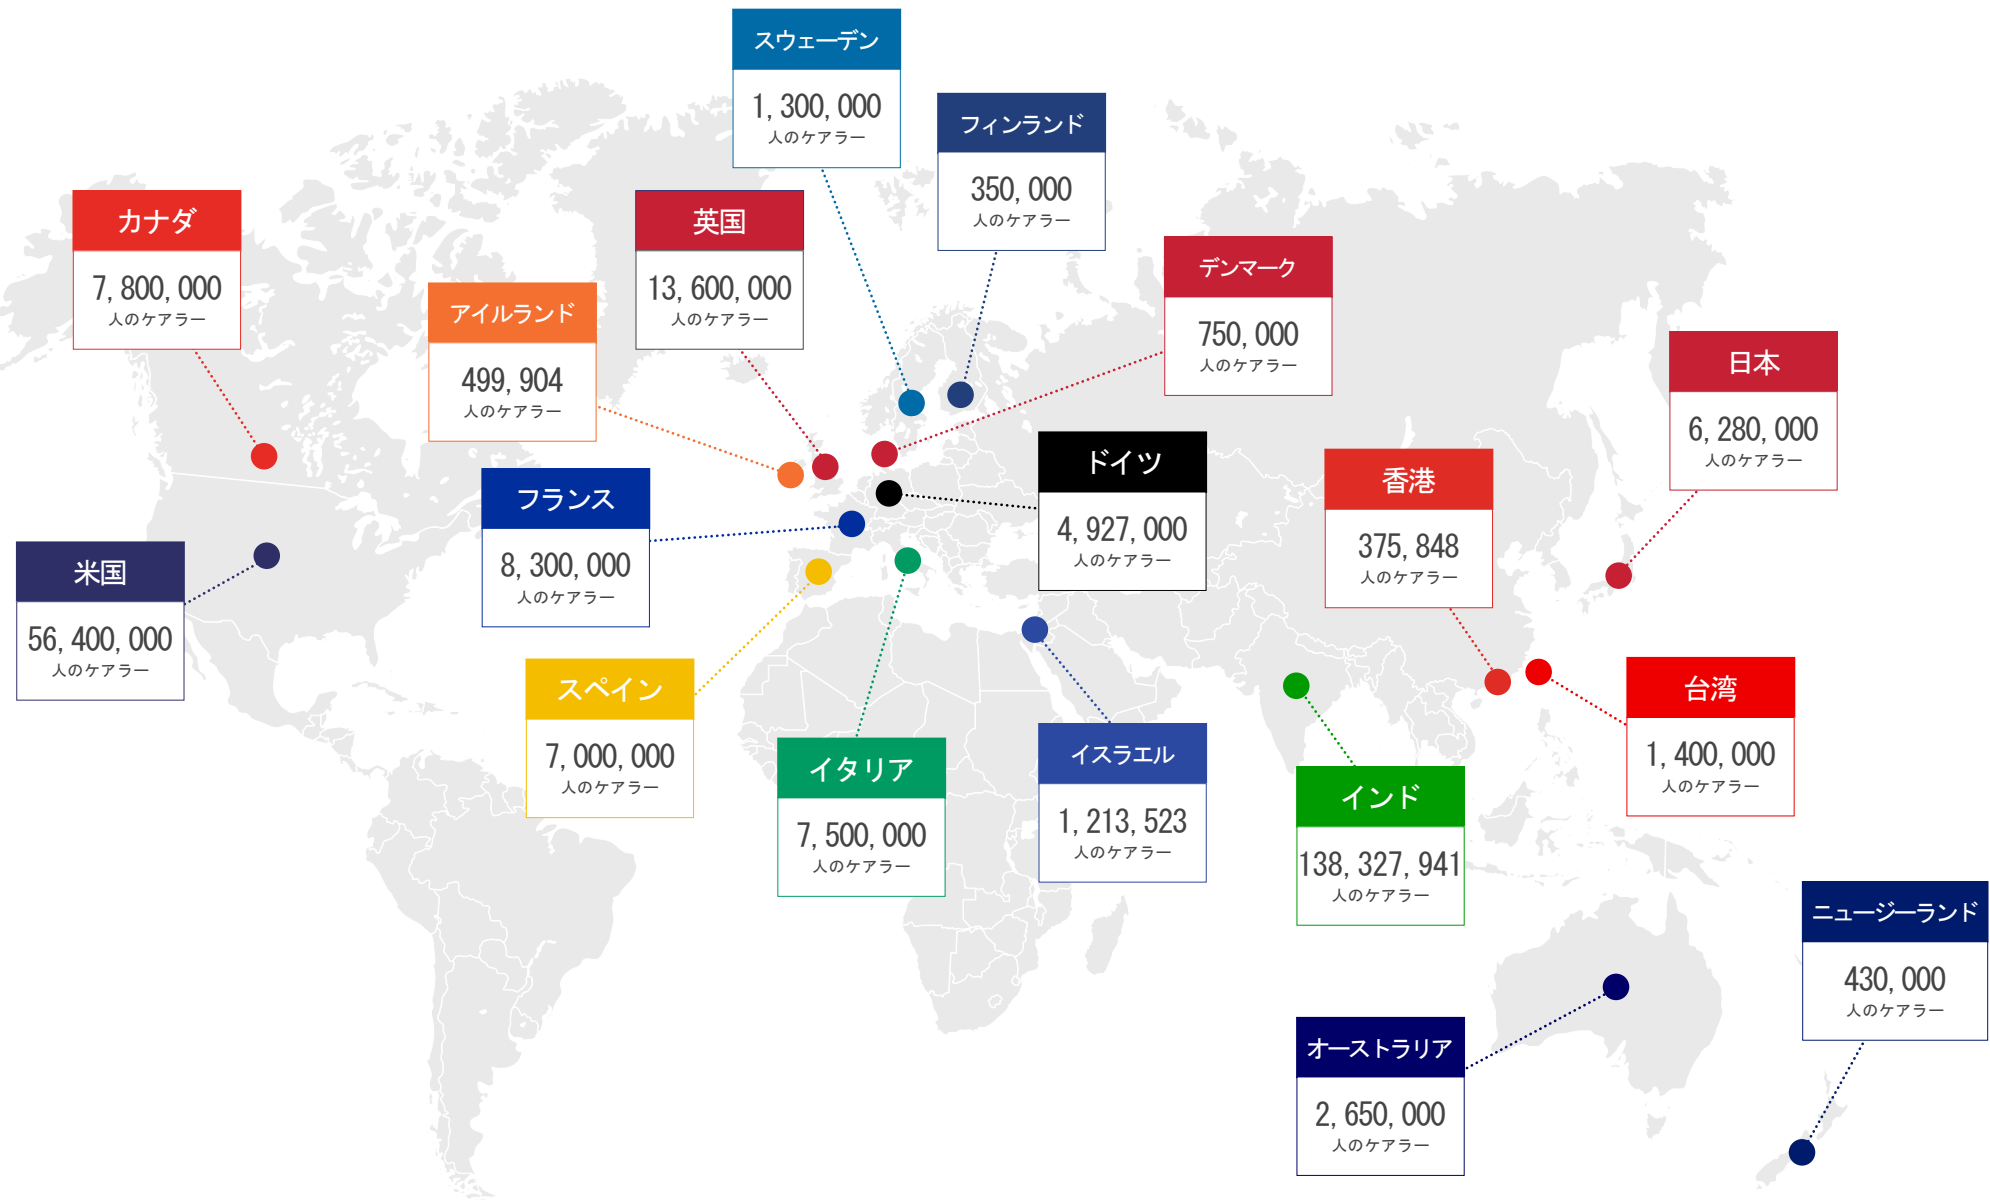 スウェーデン
1,300,000
人のケアラー
フィンランド
350,000
人のケアラー
カナダ
7,800,000
人のケアラー
英国
13,600,000
人のケアラー
デンマーク
750,000
人のケアラー
アイルランド
499,904
人のケアラー
日本
6,280,000
人のケアラー
ドイツ
4,927,000
人のケアラー
香港
375,848
人のケアラー
フランス
8,300,000
人のケアラー
米国
56,400,000
人のケアラー
スペイン
7,000,000
人のケアラー
台湾
1,400,000
人のケアラー
イタリア
7,500,000
人のケアラー
イスラエル
1,213,523
人のケアラー
インド
138,327,941
人のケアラー
ニュージーランド
430,000
人のケアラー
オーストラリア
2,650,000
人のケアラー